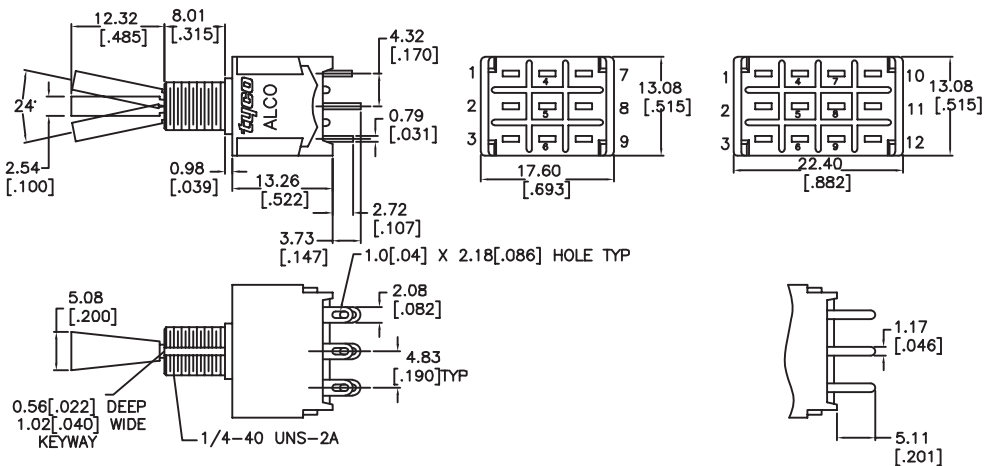 12.32
[.485]
8.01
[.315]
4.32
[.170]
24°
tyco
ALCO
0.79
[.031]
2.54
[.100]
0.98
[.039]
13.26
[.522]
2.72
[.107]
3.73
[.147]
1 4 7
2 5 8
3 6 9
13.08
[.515]
17.60
[.693]
1 4 7 10
2 5 8 11
3 6 9 12
13.08
[.515]
22.40
[.882]
1.0[.04] X 2.18[.086] HOLE TYP
5.08
[.200]
2.08
[.082]
4.83
[.190]TYP
0.56[.022] DEEP
1.02[.040] WIDE
KEYWAY
1/4-40 UNS-2A
1.17
[.046]
5.11
[.201]